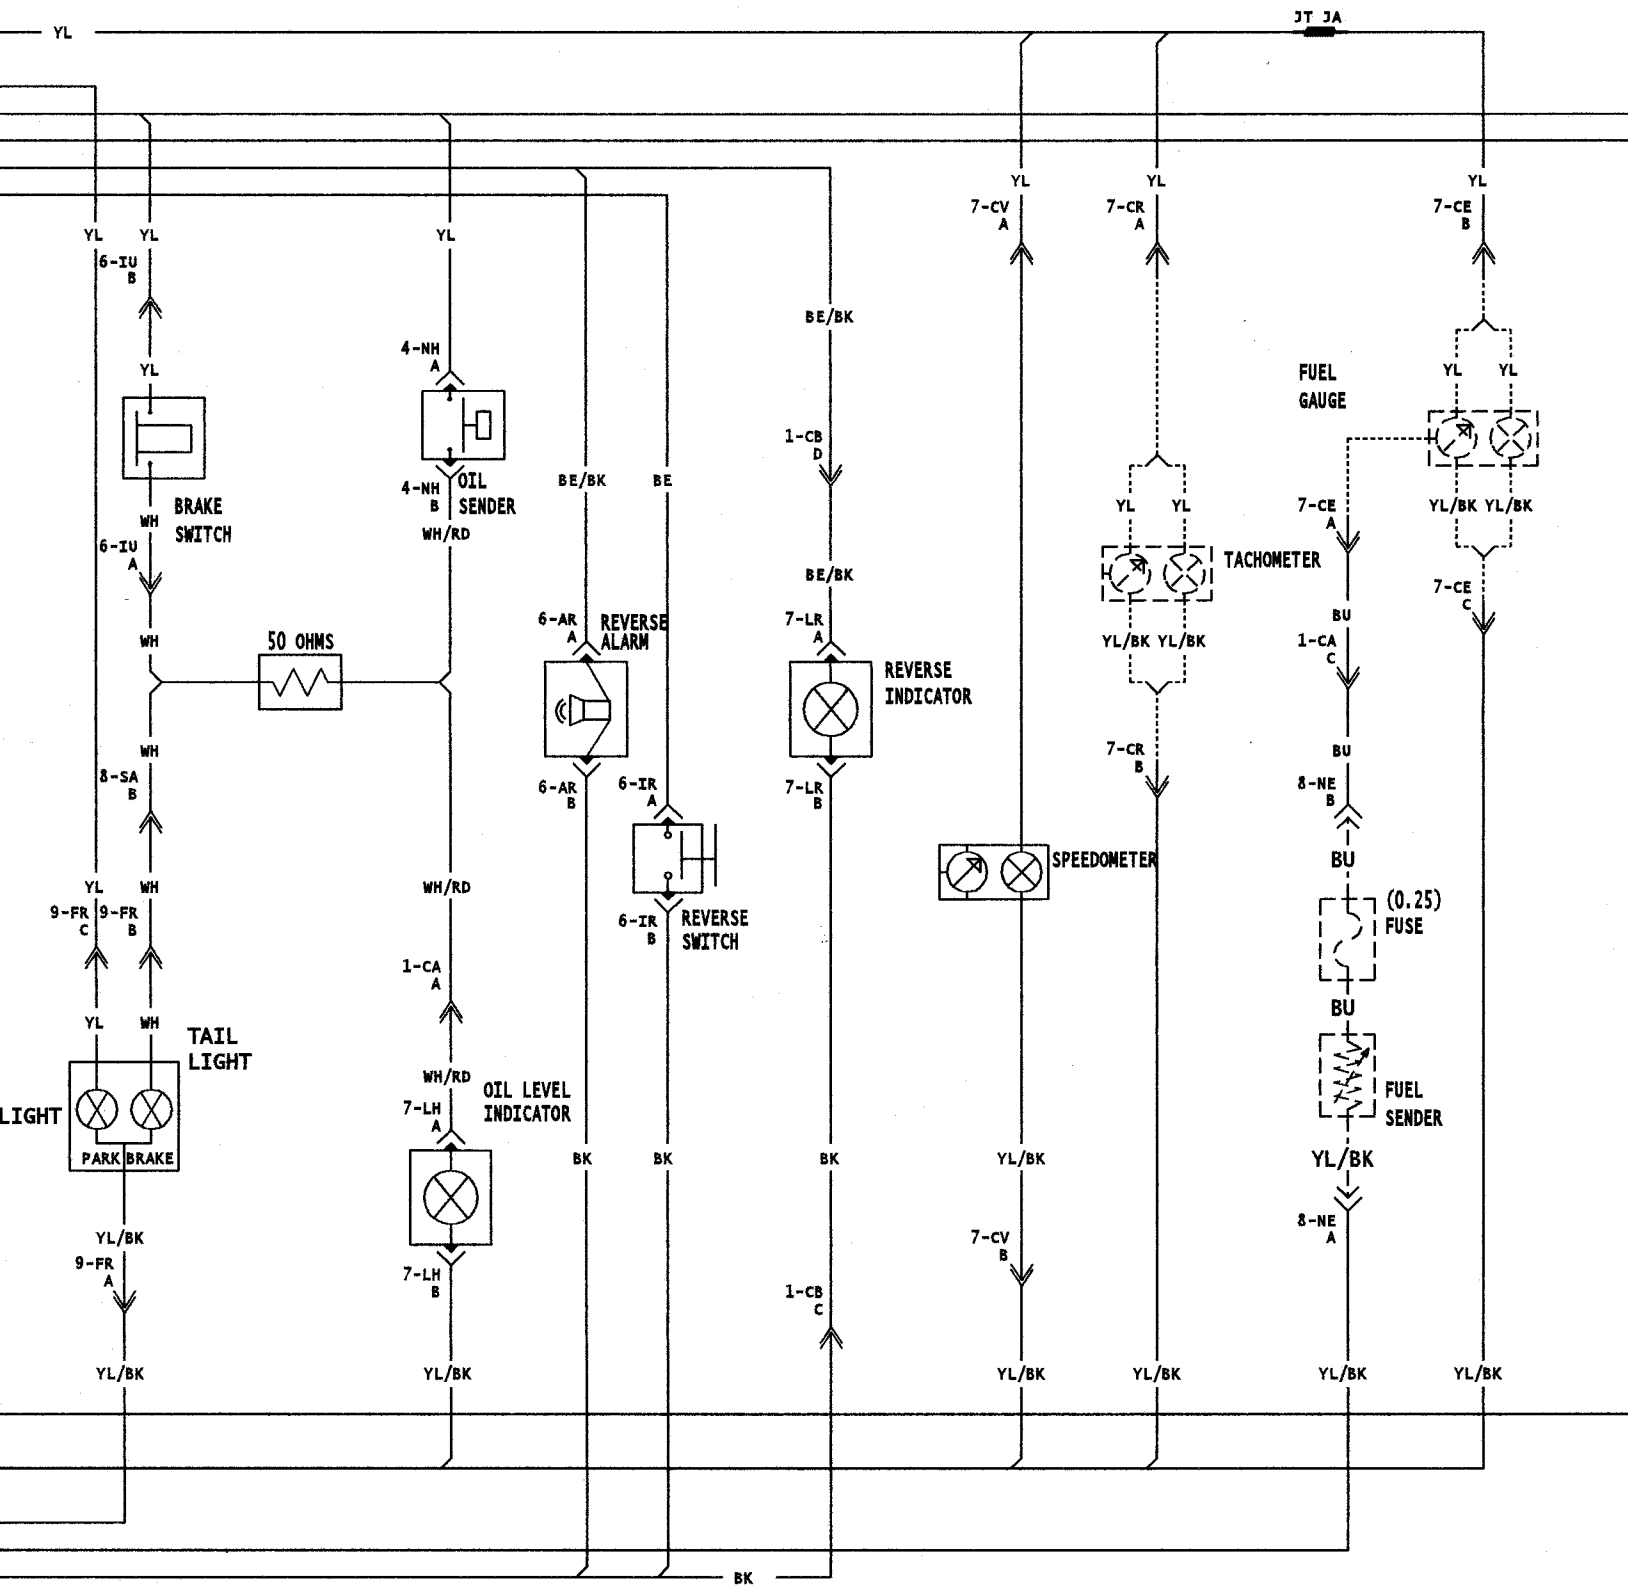 JT JA
YL
YL
YL
YL
7-CV
A
7-CR
A
7-CE
B
YL
YL
YL
6-IU
B
BE/BK
4-NH
A
YL
FUEL
GAUGE
YL
YL
1-CB
D
BE/BK
BE
4-NH
B
OIL
SENDER
BRAKE
SWITCH
WH
WH/RD
YL
YL
7-CE
A
YL/BK
YL/BK
6-IU
A
TACHOMETER
BE/BK
7-CE
C
BU
6-AR
A
REVERSE
ALARM
7-LR
A
YL/BK
YL/BK
1-CA
C
WH
50 OHMS
REVERSE
INDICATOR
WH
7-CR
B
BU
8-SA
B
6-AR
B
6-IR
A
7-LR
B
8-NE
B
SPEEDOMETER
BU
YL
WH
WH/RD
9-FR
C
9-FR
B
6-IR
B
REVERSE
SWITCH
(0.25)
FUSE
1-CA
A
BU
YL
WH
TAIL
LIGHT
WH/RD
OIL LEVEL
INDICATOR
7-LH
A
FUEL
SENDER
LIGHT
PARK
BRAKE
BK
BK
BK
YL/BK
YL/BK
8-NE
A
YL/BK
9-FR
A
7-LH
B
7-CV
B
1-CB
C
YL/BK
YL/BK
YL/BK
YL/BK
YL/BK
YL/BK
BK